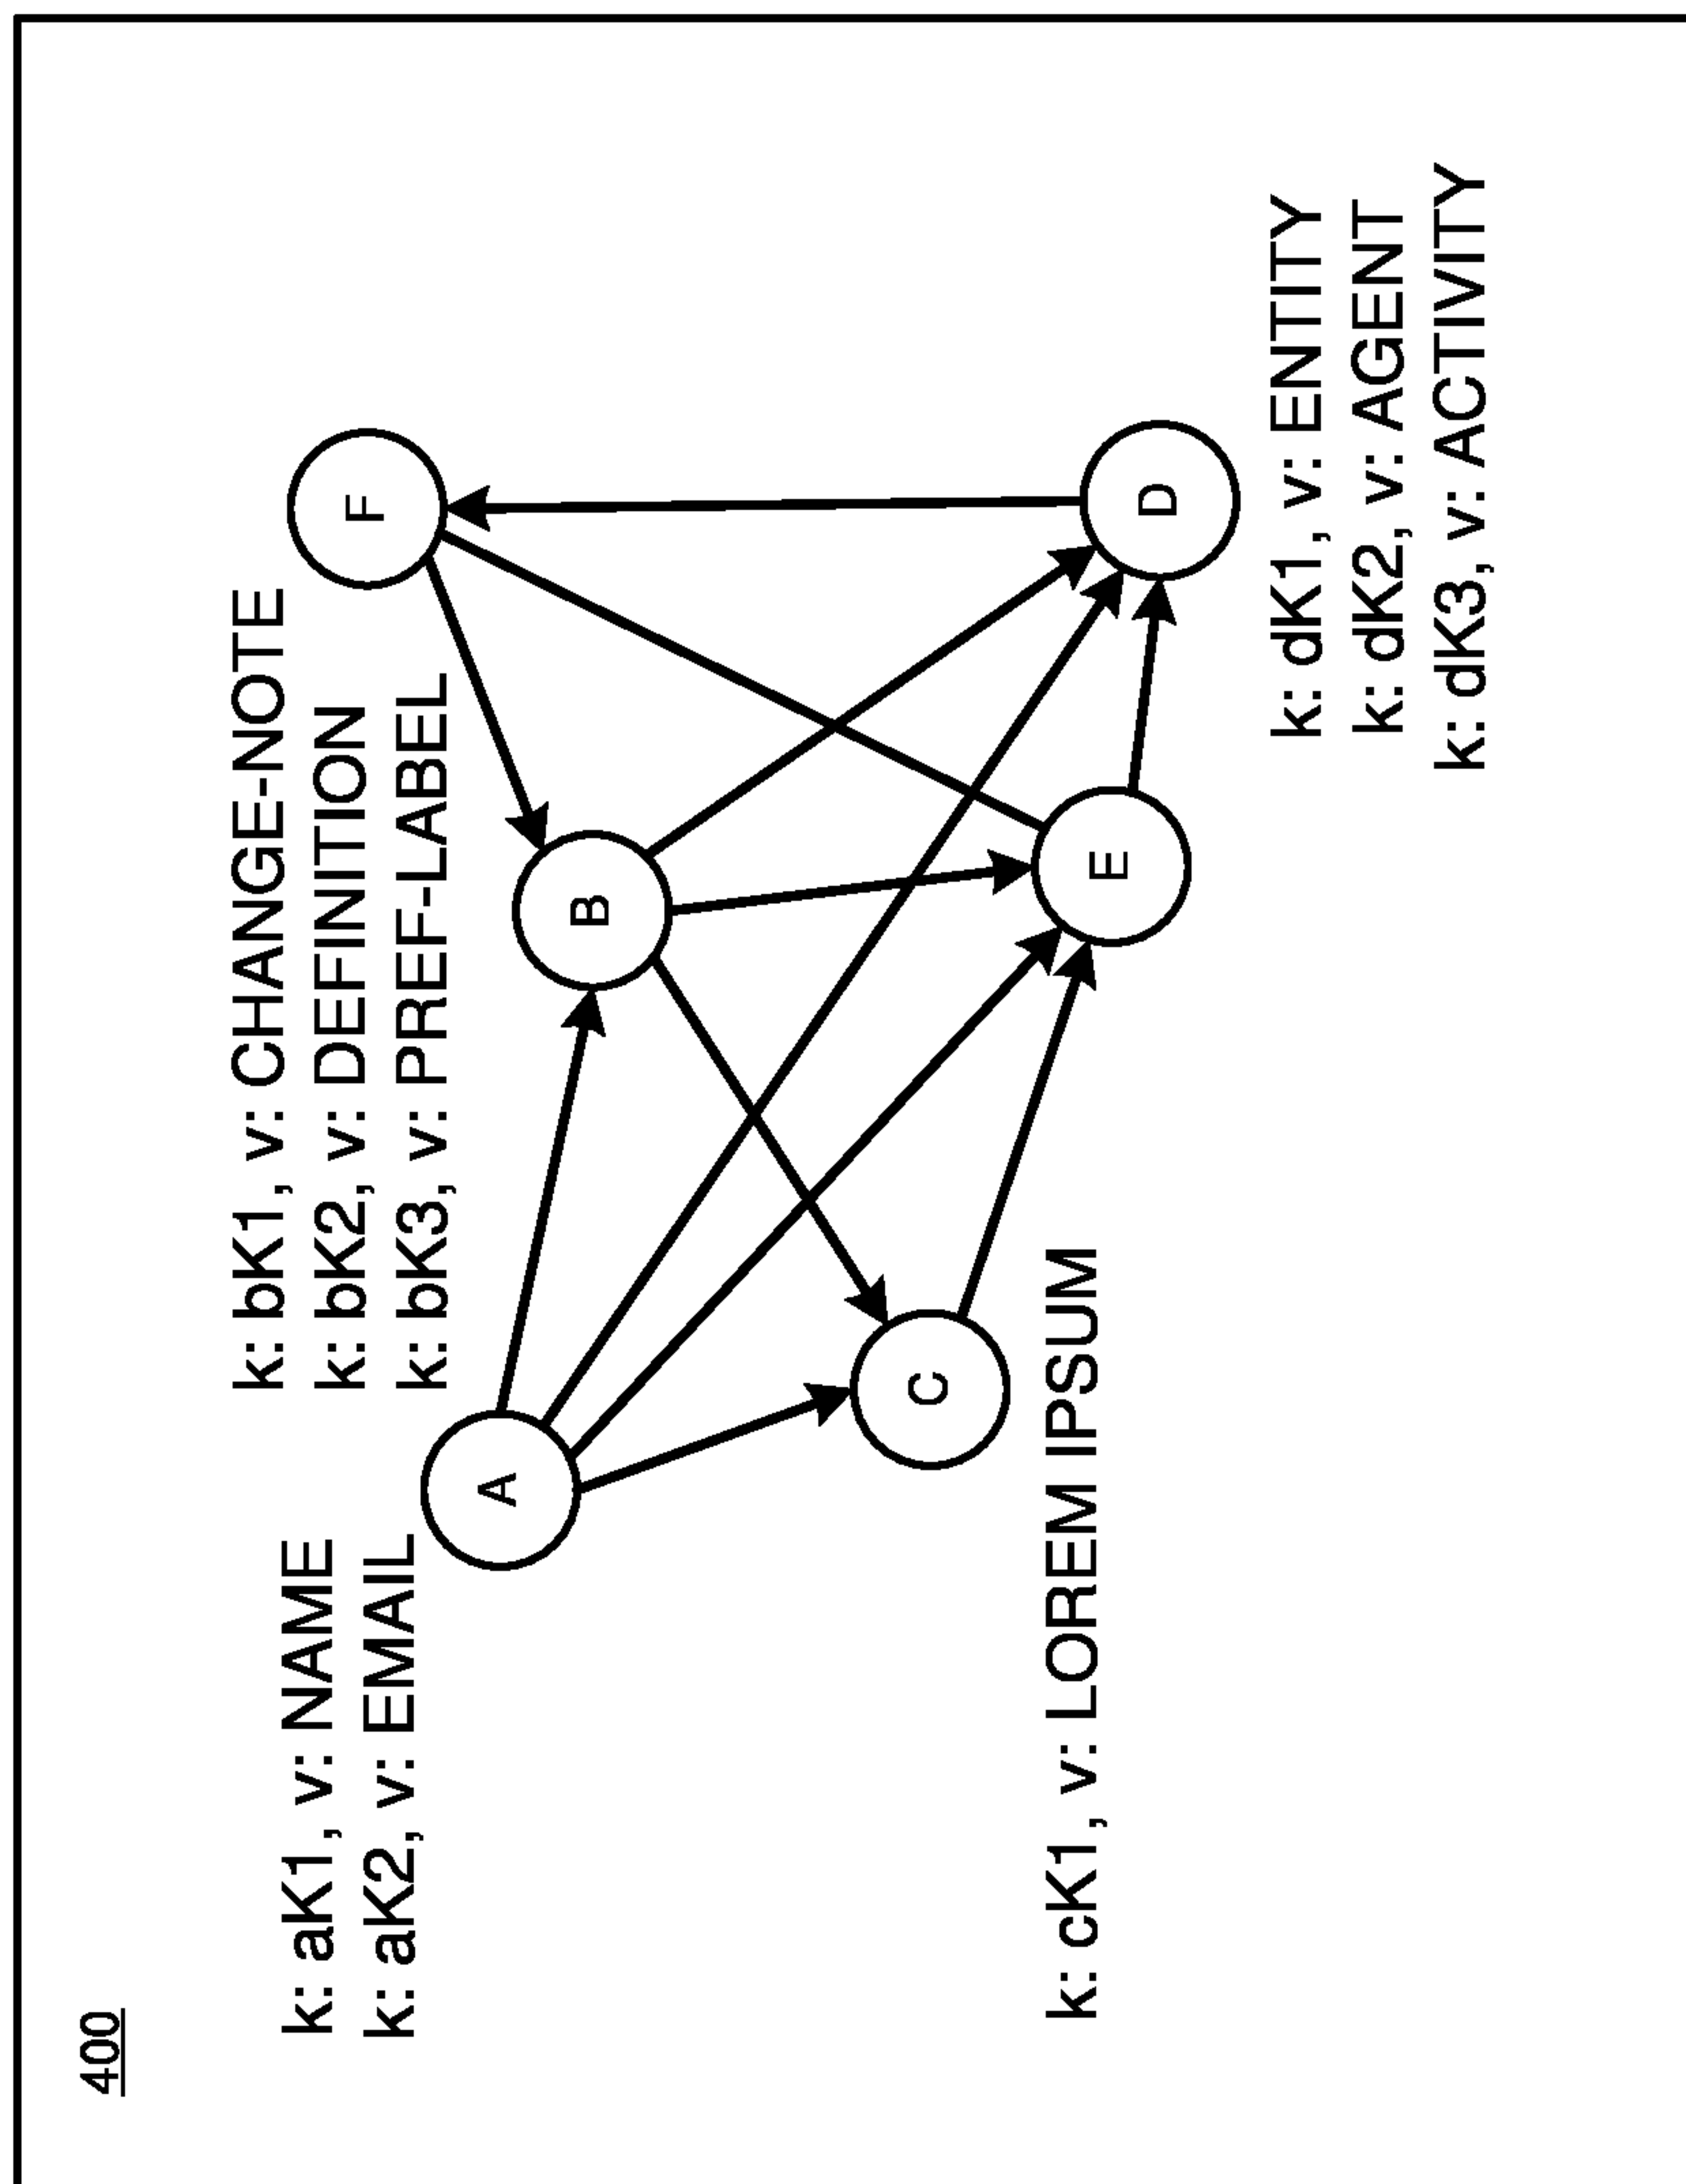 400
k: aK1, v: NAME
k: aK2, v: EMAIL
k: bK1, v: CHANGE-NOTE
k: bK2, v: DEFINITION
k: bK3, v: PREF-LABEL
F
A
B
C
E
D
k: cK1, v: LOREM IPSUM
k: dK1, v: ENTITY
k: dK2, v: AGENT
k: dK3, v: ACTIVITY